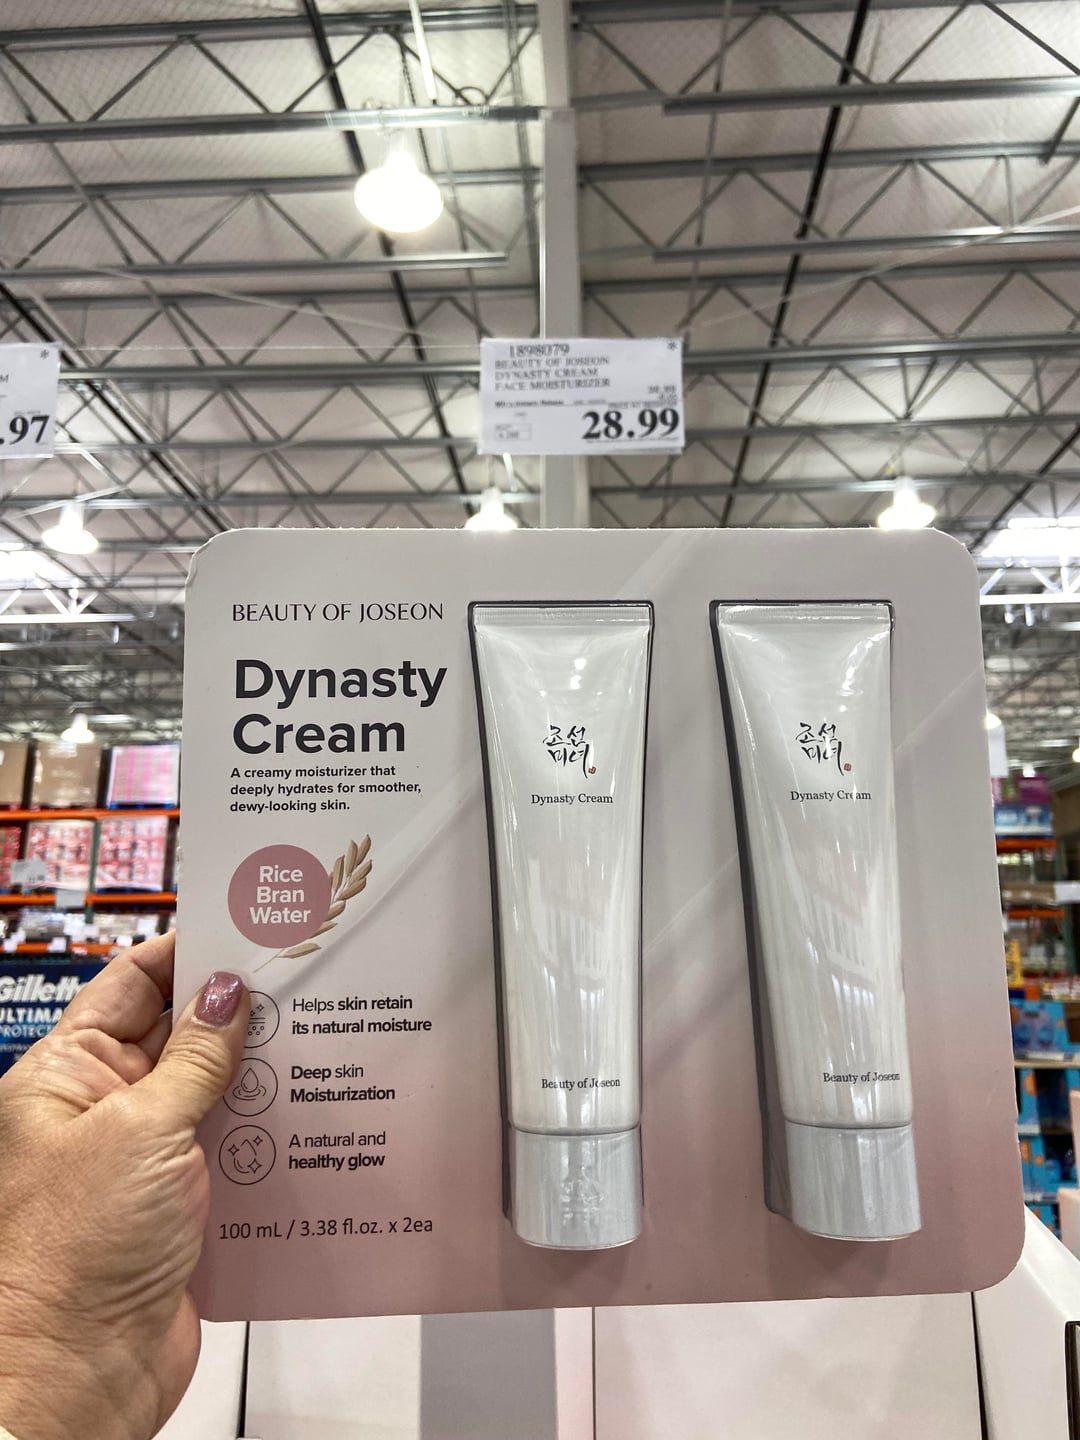 *
M
.97
1898079
*
BEAUTY OF JOSEON
DYNASTY CREAM
FACE MOISTURIZER
28.99
BEAUTY OF JOSEON
Dynasty
Cream
A creamy moisturizer that
deeply hydrates for smoother,
dewy-looking skin.
Rice
Bran
Water
Helps skin retain
its natural moisture
Deep skin
Moisturization
A natural and
healthy glow
100 mL / 3.38 fl.oz. x 2ea
조선
미녀
Dynasty Cream
Beauty of Joseon
조선
미녀
Dynasty Cream
Beauty of Joseon
Gillett
ULTIMA
PROTEC